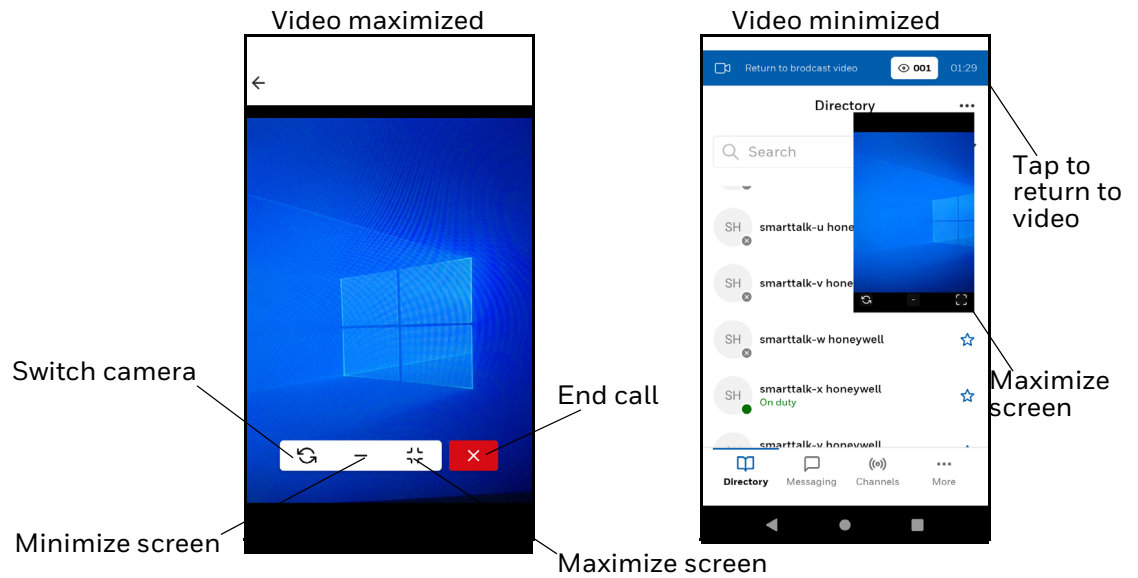 Video maximized
Switch camera
End call
Minimize screen
Maximize screen
Video minimized
Return to brodcast video
001
01:29
Directory
Search
SH
smarttalk-u hone
SH
smarttalk-v hone
SH
smarttalk-w honeywell
SH
smarttalk-x honeywell
On duty
smarttalk-y honeywell
Directory
Messaging
Channels
More
Tap to
return to
video
Maximize
screen